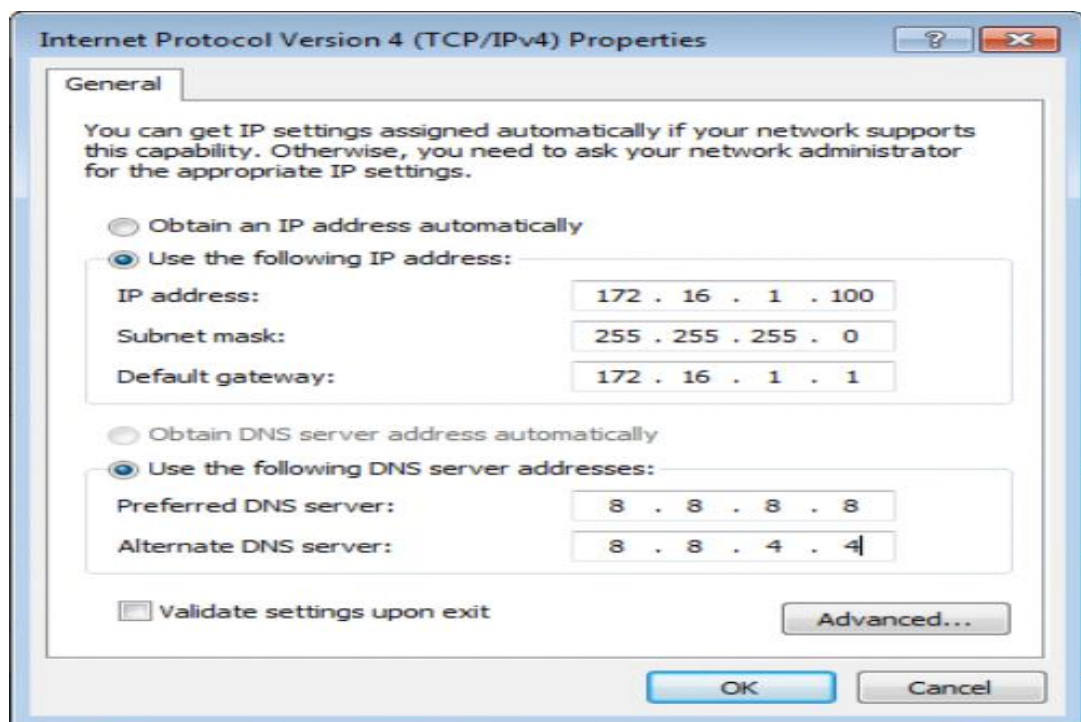 Internet Protocol Version 4 (TCP/IPv4) Properties
General
You can get IP settings assigned automatically if your network supports
this capability. Otherwise, you need to ask your network administrator
for the appropriate IP settings.
Obtain an IP address automatically
Use the following IP address:
IP address: 172 . 16 . 1 . 100
Subnet mask: 255 . 255 . 255 . 0
Default gateway: 172 . 16 . 1 . 1
Obtain DNS server address automatically
Use the following DNS server addresses:
Preferred DNS server: 8 . 8 . 8 . 8
Alternate DNS server: 8 . 8 . 4 . 4
Validate settings upon exit
Advanced...
OK Cancel